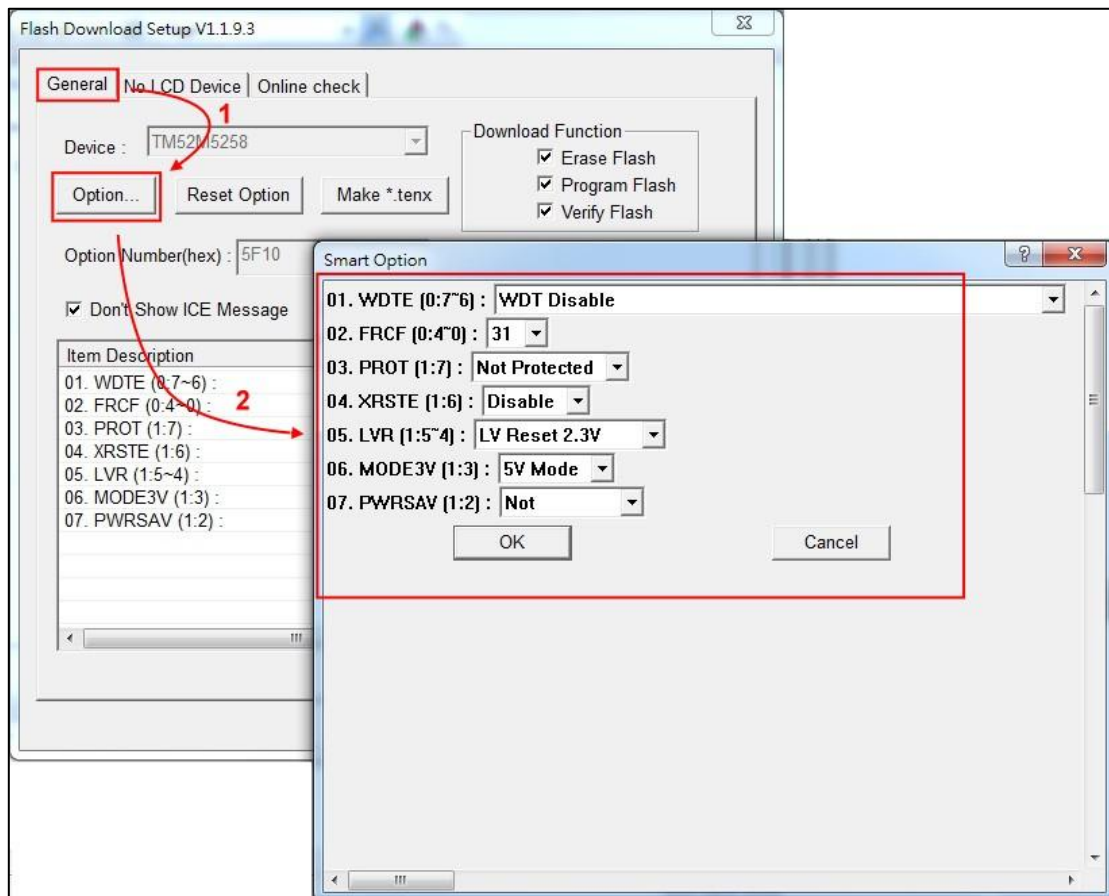 Flash Download Setup V1.1.9.3
General
No LCD Device
Online check
1
Device :
TM52M5258
Download Function
Erase Flash
Program Flash
Verify Flash
Option...
Reset Option
Make *.tenx
Option Number(hex) :
5F10
Don't Show ICE Message
Item Description
01. WDTE (0:7~6) :
02. FRCF (0:4~0) :
03. PROT (1:7) :
04. XRSTE (1:6) :
05. LVR (1:5~4) :
06. MODE3V (1:3) :
07. PWRSAV (1:2) :
2
Smart Option
01. WDTE (0:7~6) : WDT Disable
02. FRCF (0:4~0) : 31
03. PROT (1:7) : Not Protected
04. XRSTE (1:6) : Disable
05. LVR (1:5~4) : LV Reset 2.3V
06. MODE3V (1:3) : 5V Mode
07. PWRSAV (1:2) : Not
OK
Cancel